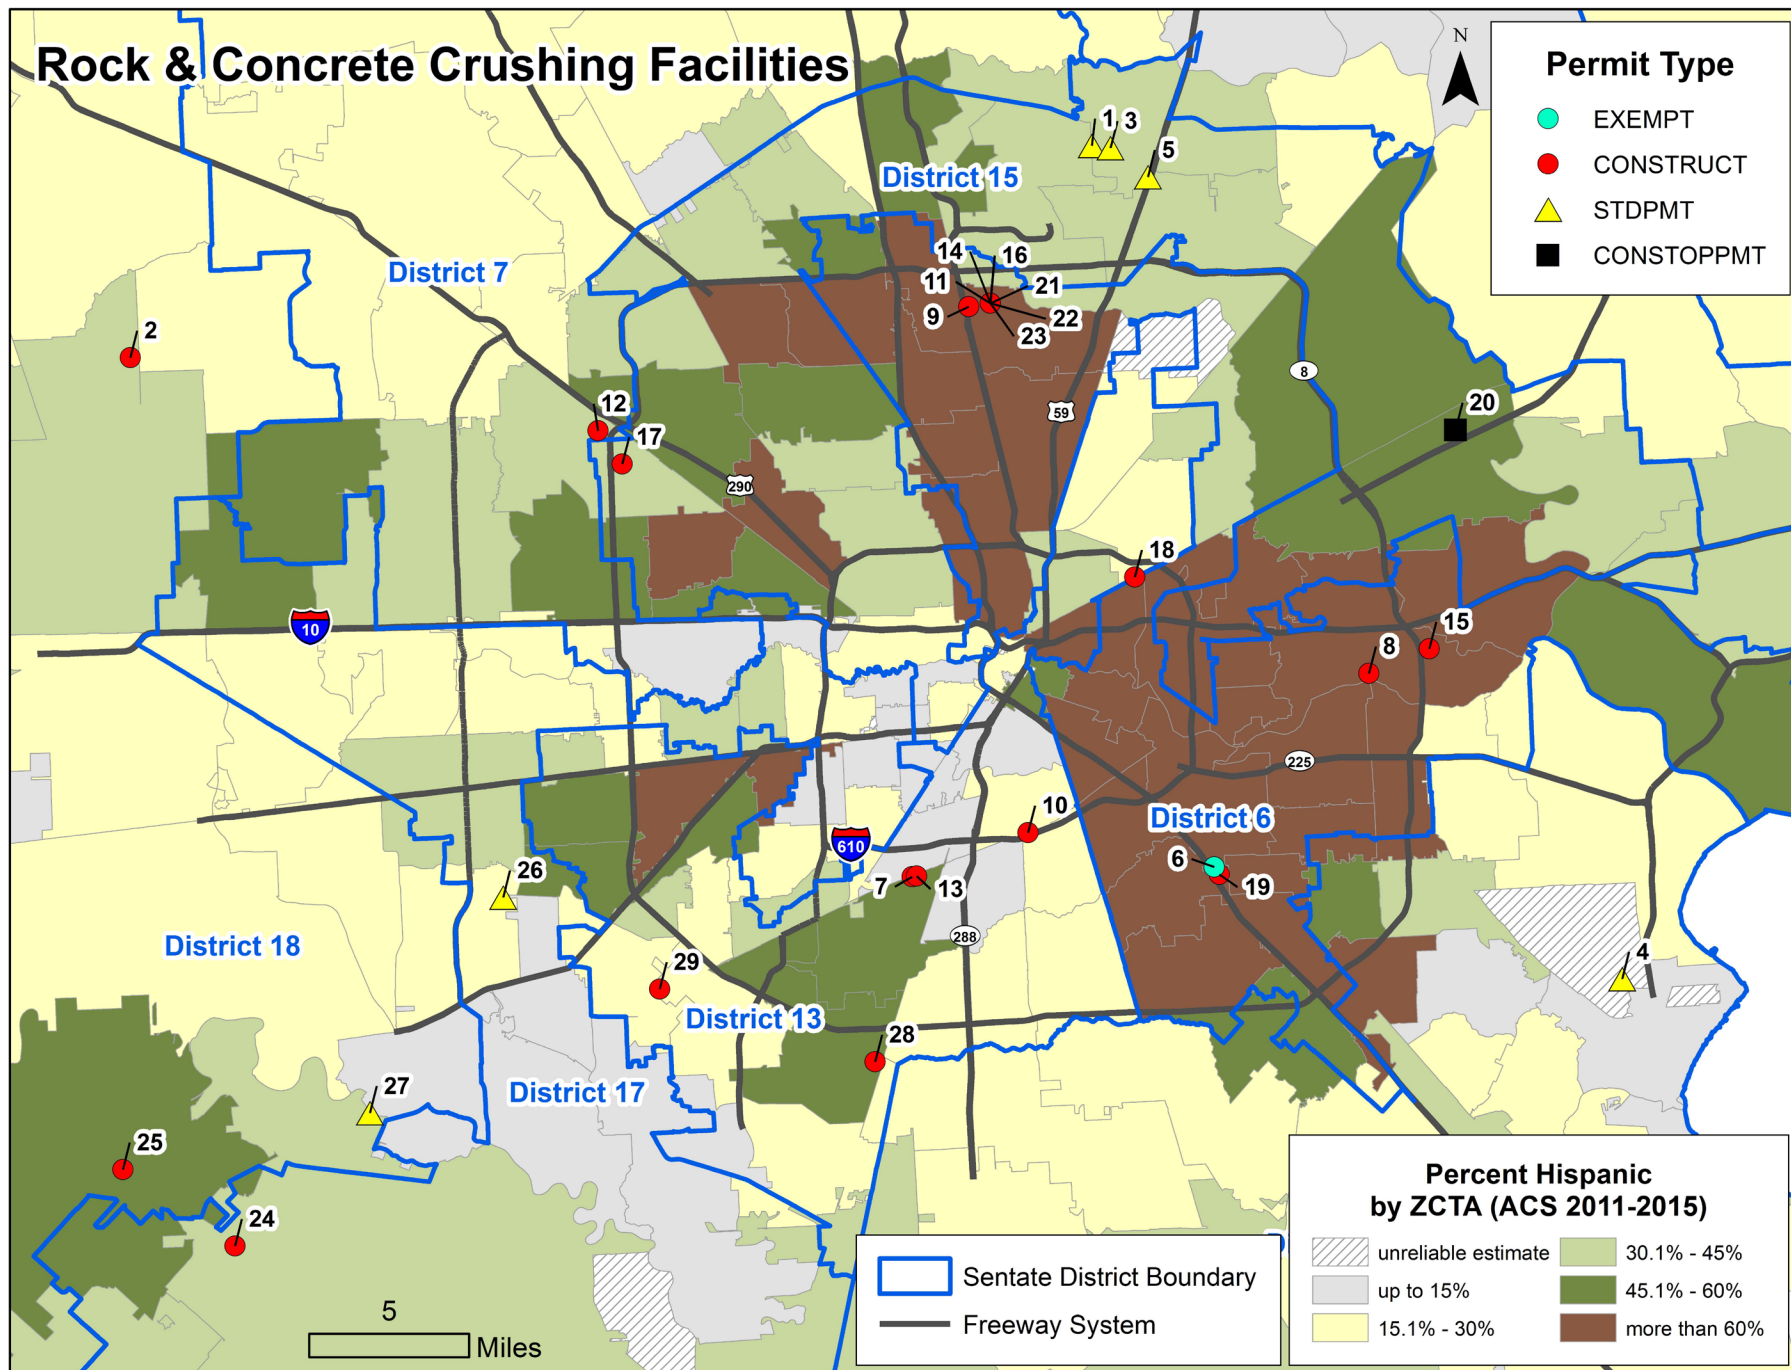 Rock & Concrete Crushing Facilities
N
Permit Type
EXEMPT
CONSTRUCT
STDPMT
CONSTOPPMT
1 3
5
District 15
14 16
District 7
11 21
9 22
23
2
8
59
12
20
17
290
18
10
15
8
225
10
District 6
610
6
26
7 13 19
288
District 18
4
29
District 13
28
27
District 17
25
24
Percent Hispanic
by ZCTA (ACS 2011-2015)
unreliable estimate
30.1% - 45%
up to 15%
45.1% - 60%
15.1% - 30%
more than 60%
Sentate District Boundary
Freeway System
5
Miles